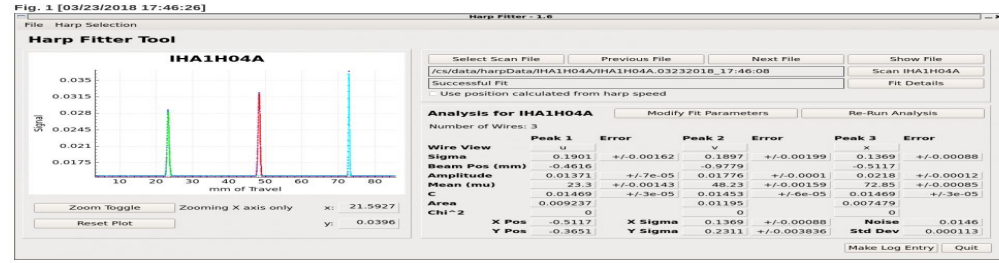 Fig. 1 [03/23/2018 17:46:26]
Harp Fitter - 1.6
File Harp Selection
Harp Fitter Tool
IHA1H04A
Signal
0.035
0.0315
0.028
0.0245
0.021
0.0175
10 20 30 40 50 60 70 80
mm of Travel
Zoom Toggle Zooming X axis only x: 21.5927
Reset Plot y: 0.0396
Select Scan File Previous File Next File Show File
/cs/data/harpData/IHA1H04A/IHA1H04A.03232018_17:46:08 Scan IHA1H04A
Successful Fit Fit Details
Use position calculated from harp speed
Analysis for IHA1H04A Modify Fit Parameters Re-Run Analysis
Number of Wires: 3
Peak 1 Error Peak 2 Error Peak 3 Error
Wire View u v x
Sigma 0.1901 +/-0.00162 0.1897 +/-0.00199 0.1369 +/-0.00088
Beam Pos (mm) -0.4616 -0.9779 -0.5117
Amplitude 0.01371 +/-7e-05 0.01776 +/-0.0001 0.0218 +/-0.00012
Mean (mu) 23.3 +/-0.00143 48.23 +/-0.00159 72.85 +/-0.00085
C 0.01469 +/-3e-05 0.01453 +/-6e-05 0.01469 +/-3e-05
Area 0.009237 0.01195 0.007479
Chi^2 0 0 0
X Pos -0.5117 X Sigma 0.1369 +/-0.00088 Noise 0.0146
Y Pos -0.3651 Y Sigma 0.2311 +/-0.003836 Std Dev 0.000113
Make Log Entry Quit